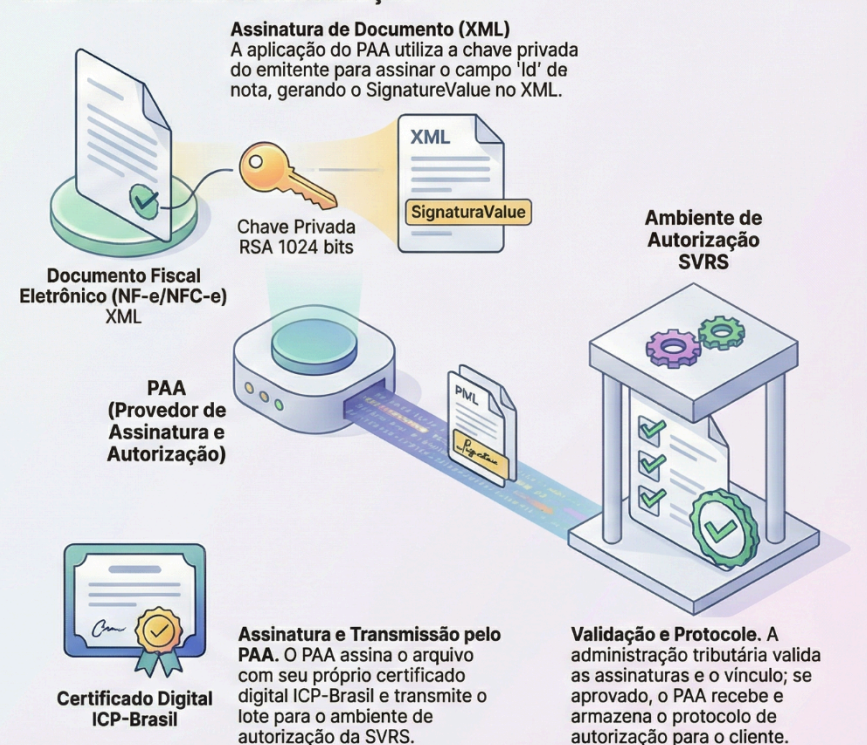 Assinatura de Documento (XML)
A aplicação do PAA utiliza a chave privada
do emitente para assinar o campo 'Id' de
nota, gerando o SignatureValue no XML.
XML
SignaturaValue
Chave Privada
RSA 1024 bits
Documento Fiscal
Eletrônico (NF-e/NFC-e)
XML
Ambiente de
Autorização
SVRS
PAA
(Provedor de
Assinatura e
Autorização)
PML
Certificado Digital
ICP-Brasil
Assinatura e Transmissão pelo
PAA. O PAA assina o arquivo
com seu próprio certificado
digital ICP-Brasil e transmite o
lote para o ambiente de
autorização da SVRS.
Validação e Protocole. A
administração tributária valida
as assinaturas e o vínculo; se
aprovado, o PAA recebe e
armazena o protocolo de
autorização para o cliente.